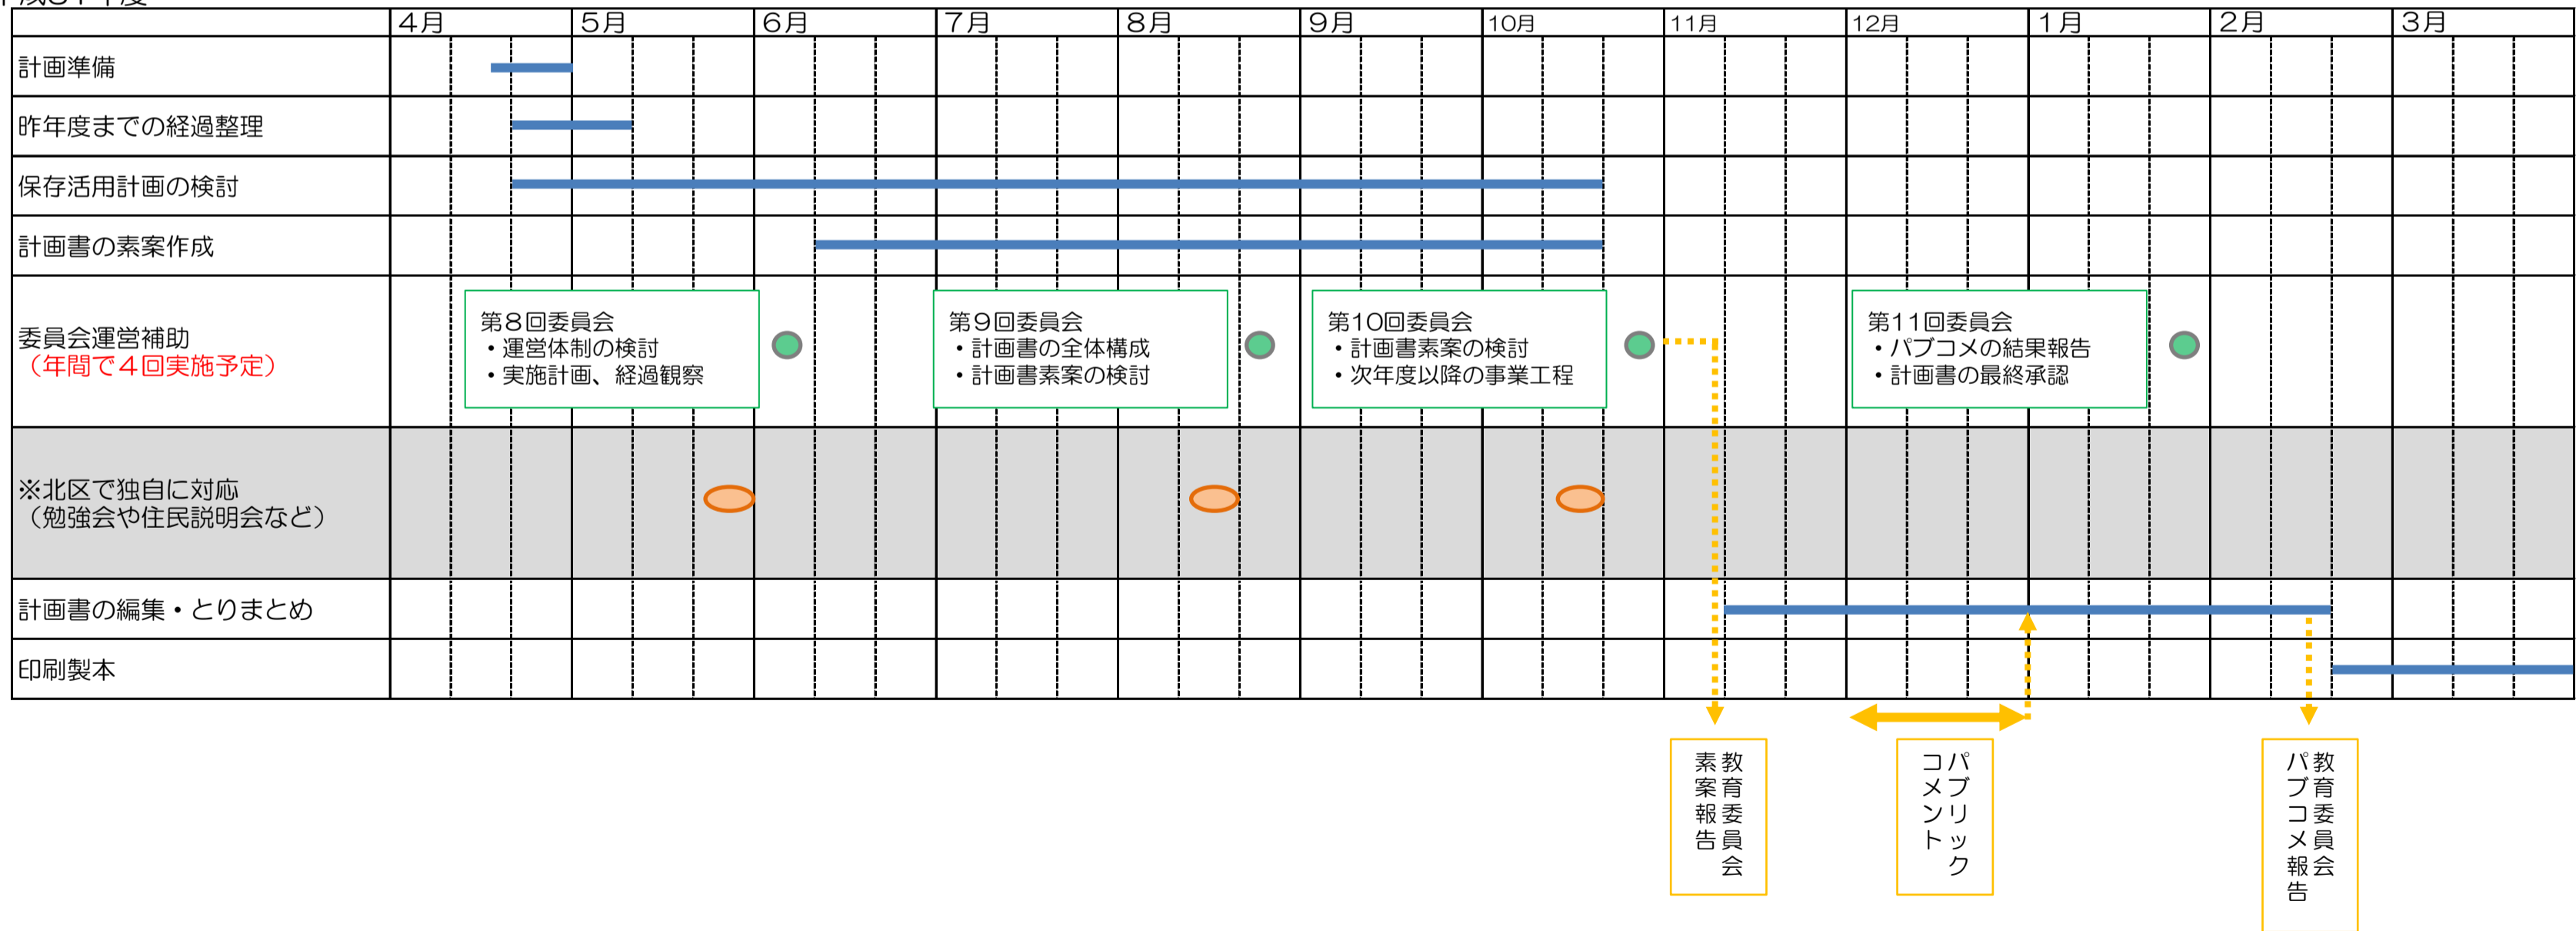 4月 5月 6月 7月 8月 9月 10月 11月 12月 1月 2月 3月
計画準備
昨年度までの経過整理
保存活用計画の検討
計画書の素案作成
委員会運営補助
（年間で４回実施予定）
第８回委員会
・運営体制の検討
・実施計画、経過観察
第９回委員会
・計画書の全体構成
・計画書素案の検討
第10回委員会
・計画書素案の検討
・次年度以降の事業工程
第11回委員会
・パブコメの結果報告
・計画書の最終承認
※北区で独自に対応
（勉強会や住民説明会など）
計画書の編集・とりまとめ
印刷製本
教育委員会
素案報告
パブリック
コメント
教育委員会
パブコメ報告